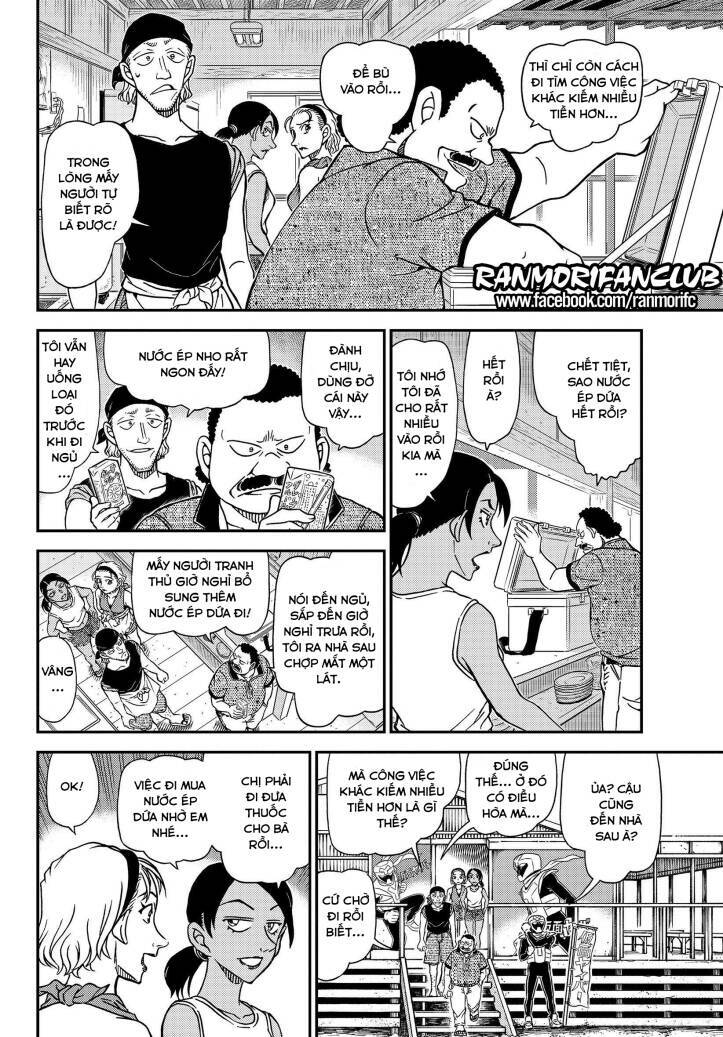 THÌ CHỈ CÒN CÁCH
ĐI TÌM CÔNG VIỆC
KHÁC KIẾM NHIỀU
TIỀN HƠN...
ĐỂ BÙ
VÀO RỒI...
TRONG
LÒNG MẤY
NGƯỜI TỰ
BIẾT RÕ
LÀ ĐƯỢC!
RANMORIFANCLUB
www.facebook.com/ranmorifc
CHẾT TIỆT,
SAO NƯỚC
ÉP DỨA
HẾT RỒI?
HẾT
RỒI
À?
TÔI NHỚ
TÔI ĐÃ
CHO RẤT
NHIỀU
VÀO RỒI
KIA MÀ
...
ĐÀNH
CHỊU,
DÙNG ĐỠ
CÁI NÀY
VẬY...
NƯỚC ÉP NHO RẤT
NGON ĐẤY!
TÔI VẪN
HAY
UỐNG
LOẠI
ĐÓ
TRƯỚC
KHI ĐI
NGỦ
...
NÓI ĐẾN NGỦ,
SẮP ĐẾN GIỜ
NGHỈ TRƯA RỒI,
TÔI RA NHÀ SAU
CHỢP MẮT MỘT
LÁT.
MẤY NGƯỜI TRANH
THỦ GIỜ NGHỈ BỔ
SUNG THÊM
NƯỚC ÉP DỨA ĐI!
VÂNG
...
ỦA? CẬU
CŨNG
ĐẾN NHÀ
SAU À?
ĐÚNG
THẾ... Ở ĐÓ
CÓ ĐIỀU
HÒA MÀ...
MÀ CÔNG VIỆC
KHÁC KIẾM NHIỀU
TIỀN HƠN LÀ GÌ
THẾ?
CỨ CHỜ
ĐI RỒI
BIẾT...
CHỊ PHẢI
ĐI ĐƯA
THUỐC
CHO BÀ
RỒI...
VIỆC ĐI MUA
NƯỚC ÉP
DỨA NHỜ EM
NHÉ...
OK!